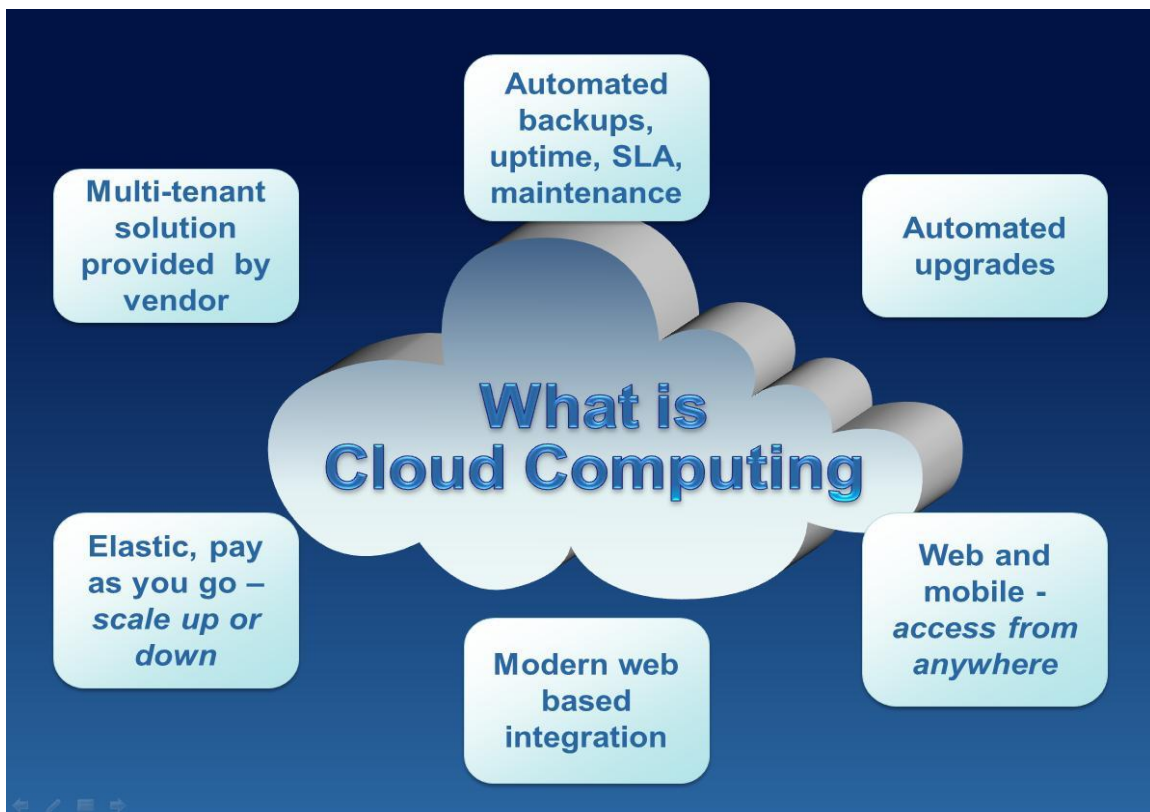 Automated
backups,
uptime, SLA,
maintenance
Multi-tenant
solution
provided by
vendor
Automated
upgrades
What is
Cloud Computing
Elastic, pay
as you go –
scale up or
down
Modern web
based
integration
Web and
mobile -
access from
anywhere